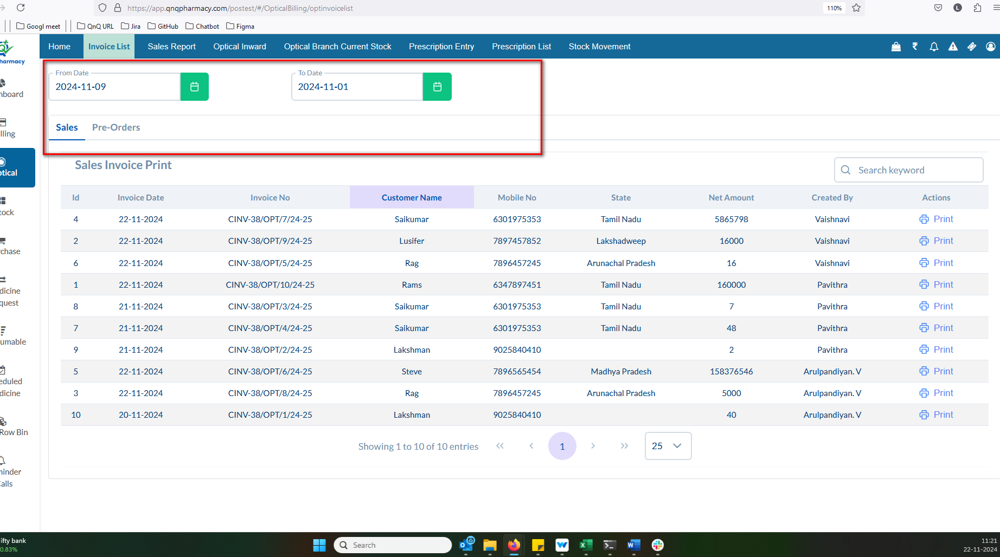 https://app.qnqpharmacy.com/postest/#/OpticalBilling/optinvoicelist 110% L
Googl meet QnQ URL Jira GitHub Chatbot Figma
Home Invoice List Sales Report Optical Inward Optical Branch Current Stock Prescription Entry Prescription List Stock Movement
harmacy
From Date To Date
2024-11-09 2024-11-01
nboard
Sales Pre-Orders
lling
ptical
tock
rchase
dicine
quest
umable
eduled
dicine
Row Bin
ninder
Calls
Sales Invoice Print
Search keyword
Id Invoice Date Invoice No Customer Name Mobile No State Net Amount Created By Actions
4 22-11-2024 CINV-38/OPT/7/24-25 Saikumar 6301975353 Tamil Nadu 5865798 Vaishnavi Print
2 22-11-2024 CINV-38/OPT/9/24-25 Lusifer 7897457852 Lakshadweep 16000 Vaishnavi Print
6 22-11-2024 CINV-38/OPT/5/24-25 Rag 7896457245 Arunachal Pradesh 16 Vaishnavi Print
1 22-11-2024 CINV-38/OPT/10/24-25 Rams 6347897451 Tamil Nadu 160000 Pavithra Print
8 21-11-2024 CINV-38/OPT/3/24-25 Saikumar 6301975353 Tamil Nadu 7 Pavithra Print
7 21-11-2024 CINV-38/OPT/4/24-25 Saikumar 6301975353 Tamil Nadu 48 Pavithra Print
9 21-11-2024 CINV-38/OPT/2/24-25 Lakshman 9025840410 2 Pavithra Print
5 22-11-2024 CINV-38/OPT/6/24-25 Steve 7896565454 Madhya Pradesh 158376546 Arulpandiyan. V Print
3 22-11-2024 CINV-38/OPT/8/24-25 Rag 7896457245 Arunachal Pradesh 5000 Arulpandiyan. V Print
10 20-11-2024 CINV-38/OPT/1/24-25 Lakshman 9025840410 40 Arulpandiyan. V Print
Showing 1 to 10 of 10 entries << < 1 > >> 25
ifty bank
0.83%
Search
11:21
22-11-2024